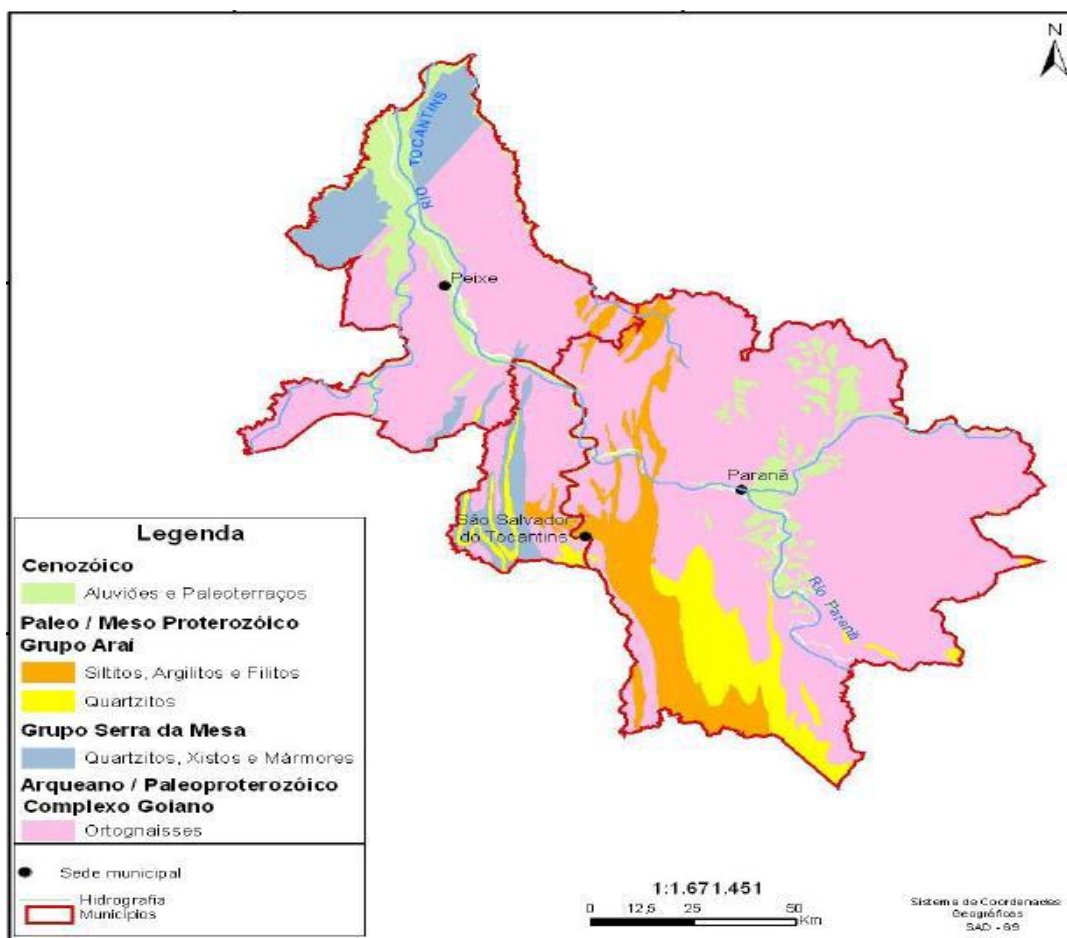 N
RIO TOCANTINS
Peixe
Paranã
São Salvador
do Tocantins
Rio Paranã
Legenda
Cenozóico
Aluviões e Paleoterraços
Paleo / Meso Proterozóico
Grupo Araí
Siltitos, Argilitos e Filitos
Quartzitos
Grupo Serra da Mesa
Quartzitos, Xistos e Mármores
Arqueano / Paleoproterozóico
Complexo Goiano
Ortognaisses
Sede municipal
Hidrografia
Municípios
1:1.671.451
0 12,5 25 50
Km
Sistema de Coordenadas
Geográficas
SAD - 69